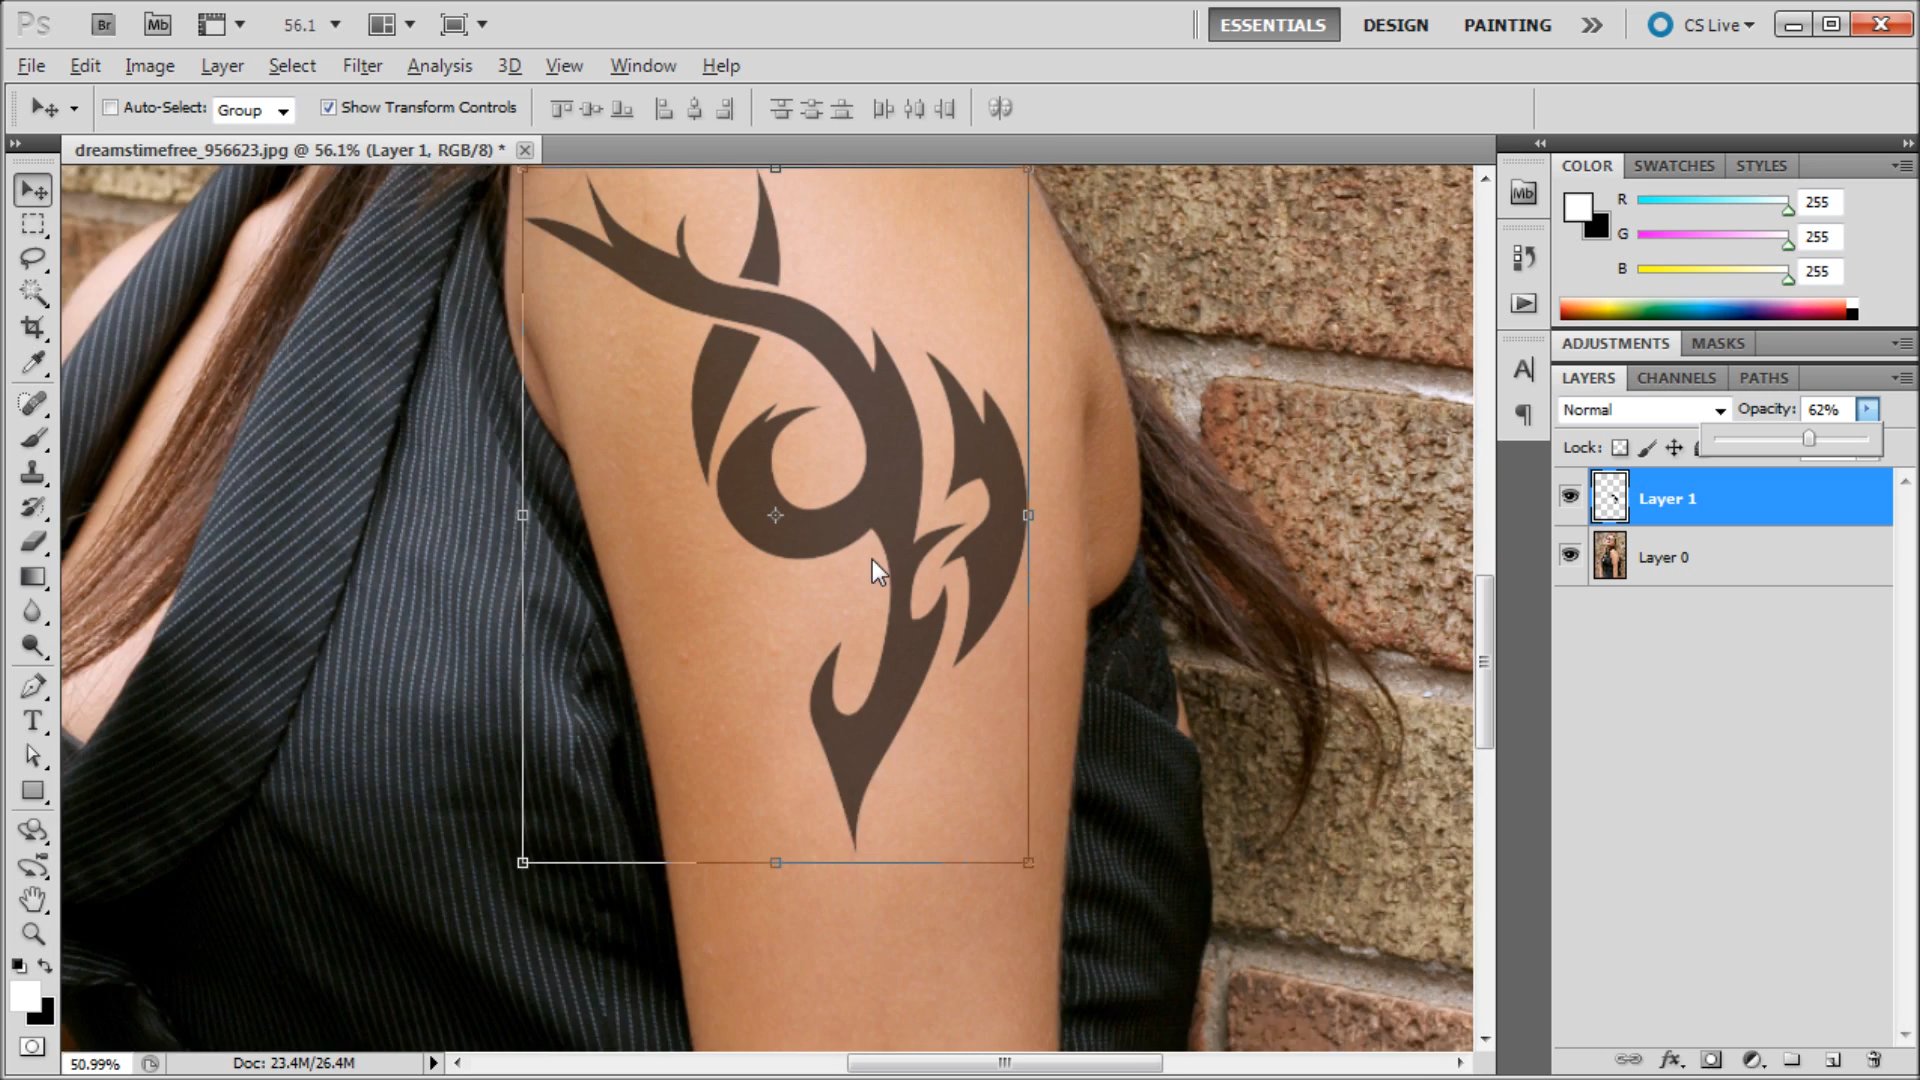 Ps Br Mb 56.1 ESSENTIALS DESIGN PAINTING CS Live
File Edit Image Layer Select Filter Analysis 3D View Window Help
Auto-Select: Group Show Transform Controls
dreamstimefree_956623.jpg @ 56.1% (Layer 1, RGB/8) *
COLOR SWATCHES STYLES
Mb
R 255
G 255
B 255
ADJUSTMENTS MASKS
A
LAYERS CHANNELS PATHS
Normal Opacity: 62%
Lock:
Layer 1
Layer 0
T
50.99% Doc: 23.4M/26.4M
fx